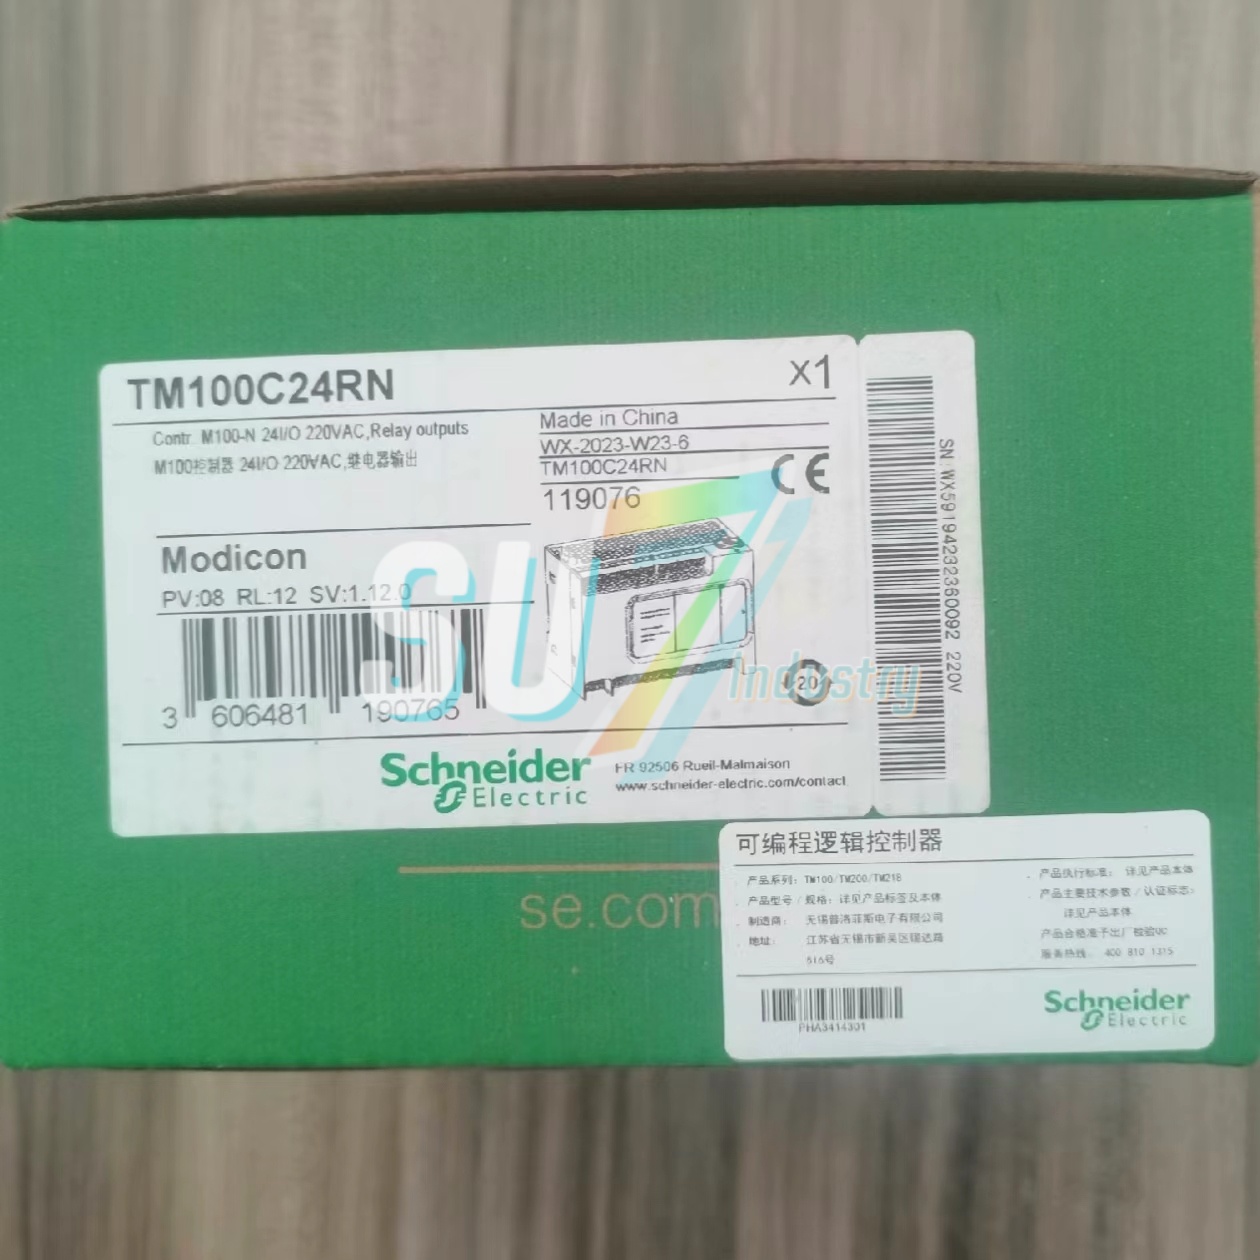 TM100C24RN
X1
Contr. M100-N 24I/O 220VAC,Relay outputs
M100控制器 24I/O 220VAC,继电器输出
Made in China
WX-2023-W23-6
TM100C24RN
119076
CE
Modicon
PV:08 RL:12 SV:1.12.0
3 606481 190765
20
SU7
industry
Schneider
Electric
FR 92506 Rueil-Malmaison
www.schneider-electric.com/contact
SN: WX591942323360092 220V
se.com
可编程逻辑控制器
产品系列: TM100/TM200/TM218
产品型号/规格: 详见产品标签及本体
制造商: 无锡普洛菲斯电子有限公司
地址: 江苏省无锡市新吴区锡达路
516号
产品执行标准: 详见产品本体
产品主要技术参数/认证标志:
详见产品本体
产品合格准予出厂 检验QC
服务热线: 400 810 1315
PHA3414301
Schneider
Electric